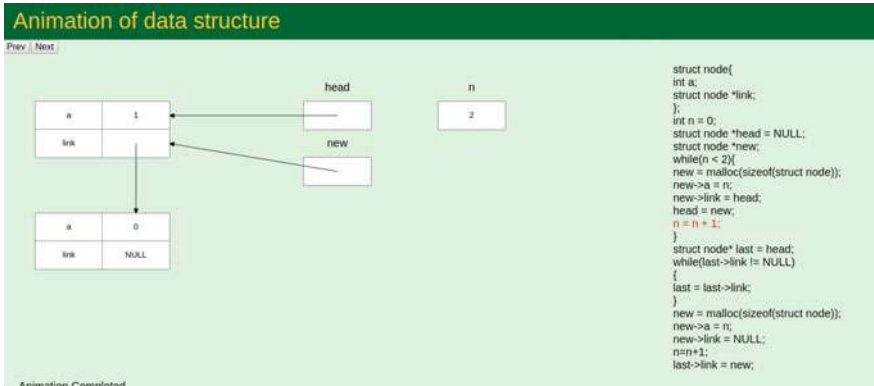 Animation of data structure
Prev Next
head
n
a 1
2
link
new
a 0
link NULL
Animation Completed
struct node{
int a;
struct node *link;
};
int n = 0;
struct node *head = NULL;
struct node *new;
while(n < 2){
new = malloc(sizeof(struct node));
new->a = n;
new->link = head;
head = new;
n = n + 1;
}
struct node* last = head;
while(last->link != NULL)
{
last = last->link;
}
new = malloc(sizeof(struct node));
new->a = n;
new->link = NULL;
n=n+1;
last->link = new;